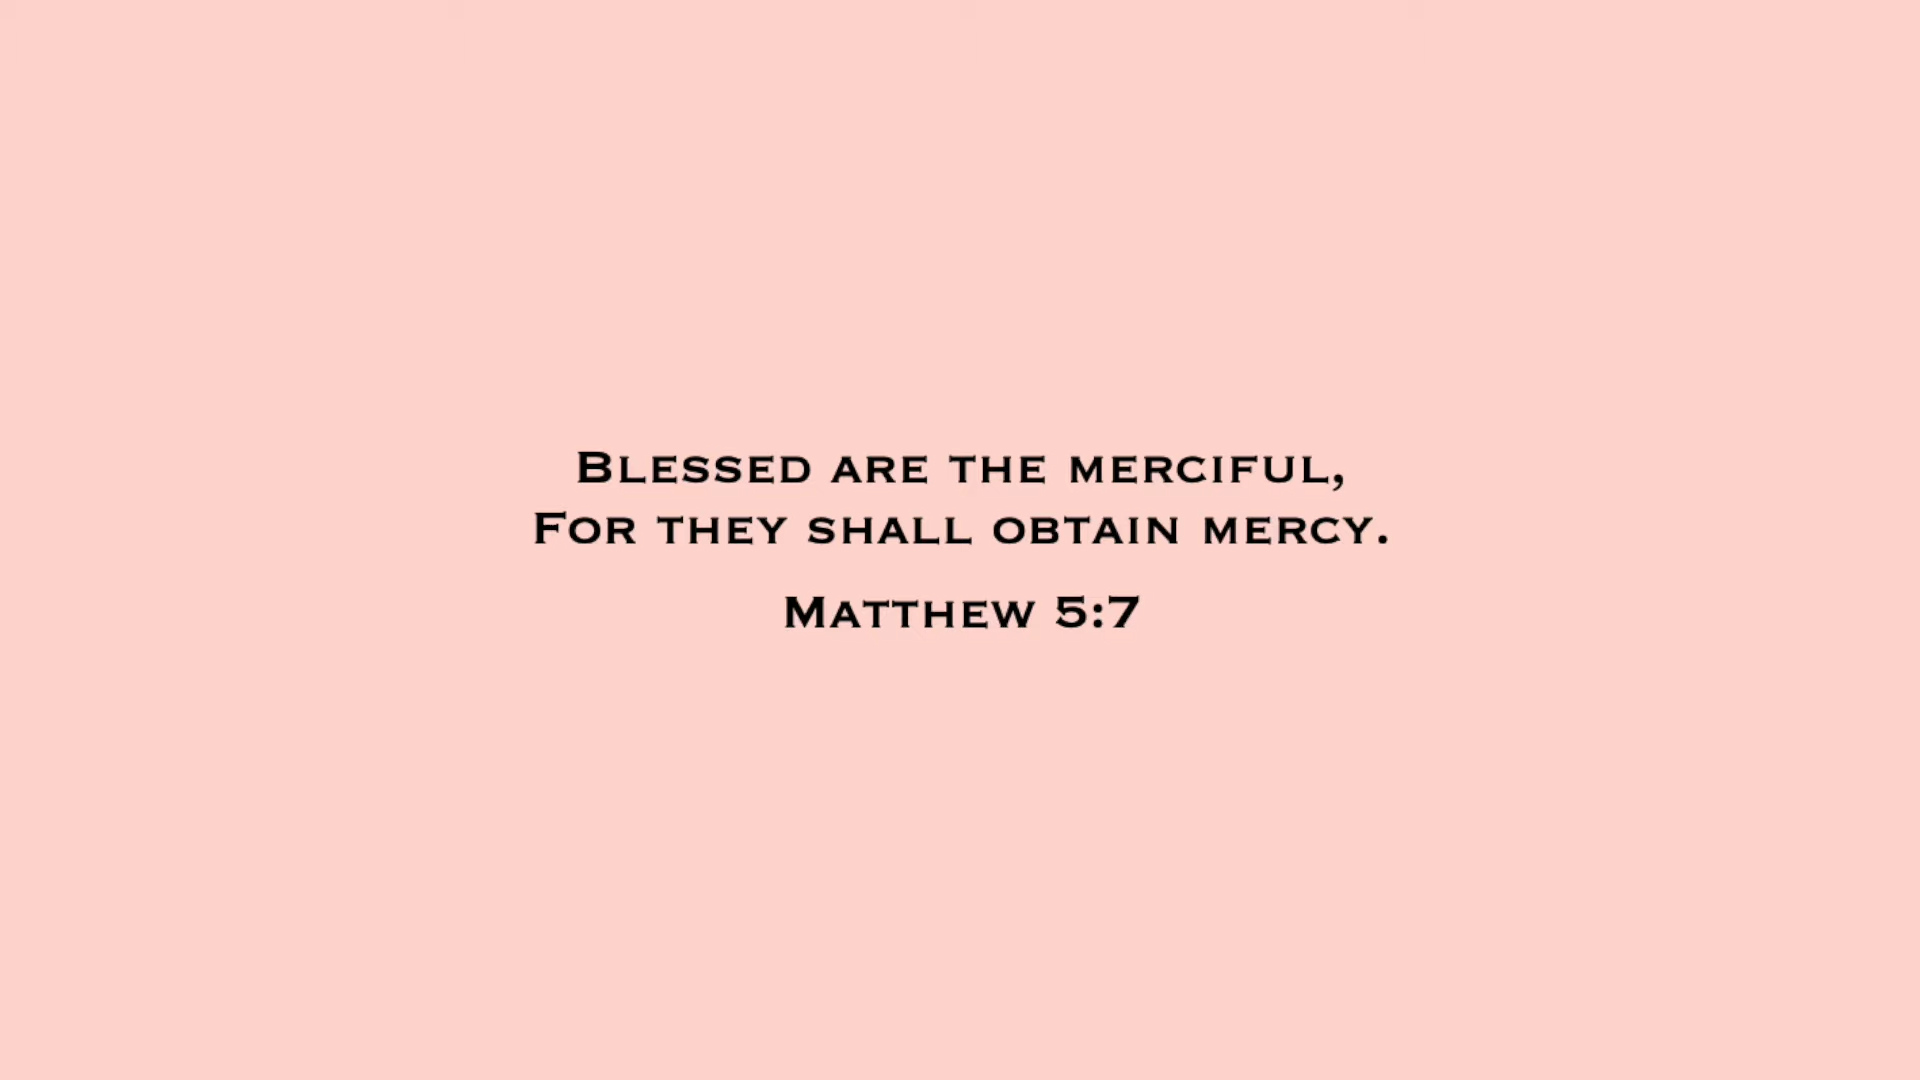 Blessed are the merciful,
For they shall obtain mercy.
Matthew 5:7